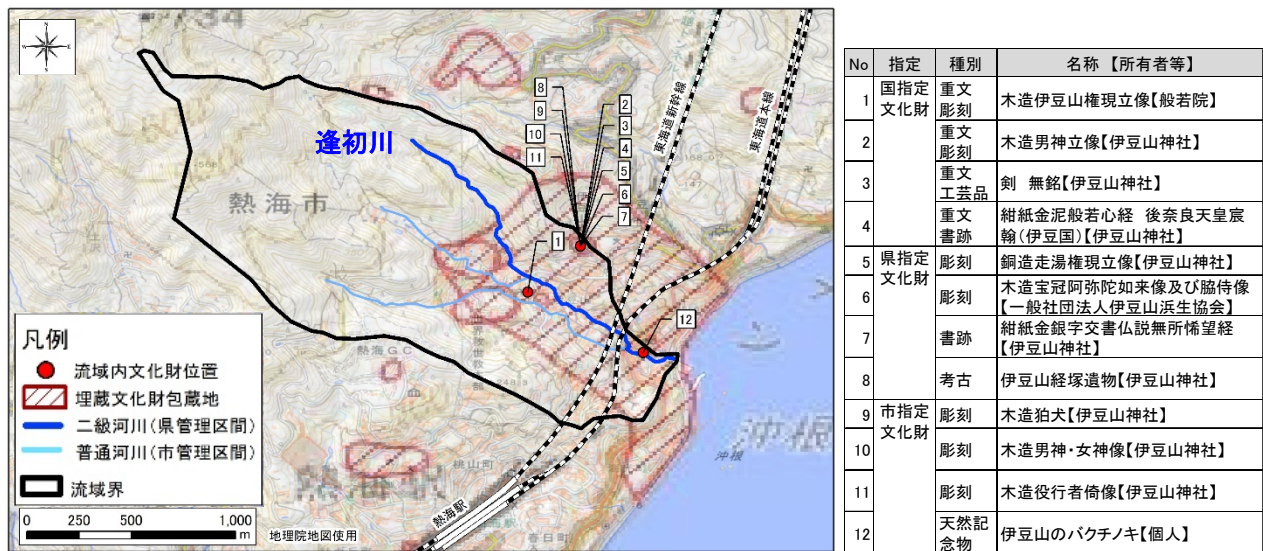 逢初川
熱海市
東海道新幹線
東海道本線
8
9
10
11
2
3
4
5
6
7
1
12
熱海GC
桃山町
熱海駅
熱海駅
春日町
沖根
沖根
凡例
流域内文化財位置
埋蔵文化財包蔵地
二級河川(県管理区間)
普通河川(市管理区間)
流域界
0 250 500 1,000
m
地理院地図使用
No 指定 種別 名称 【所有者等】
1 国指定文化財 重文 彫刻 木造伊豆山権現立像【般若院】
2 重文 彫刻 木造男神立像【伊豆山神社】
3 重文 工芸品 剣 無銘【伊豆山神社】
4 重文 書跡 紺紙金泥般若心経 後奈良天皇宸
翰(伊豆国)【伊豆山神社】
5 県指定文化財 彫刻 銅造走湯権現立像【伊豆山神社】
6 彫刻 木造宝冠阿弥陀如来像及び脇侍像
【一般社団法人伊豆山浜生協会】
7 書跡 紺紙金銀字交書仏説無所悕望経
【伊豆山神社】
8 考古 伊豆山経塚遺物【伊豆山神社】
9 市指定文化財 彫刻 木造狛犬【伊豆山神社】
10 彫刻 木造男神・女神像【伊豆山神社】
11 彫刻 木造役行者倚像【伊豆山神社】
12 天然記念物 伊豆山のバクチノキ【個人】